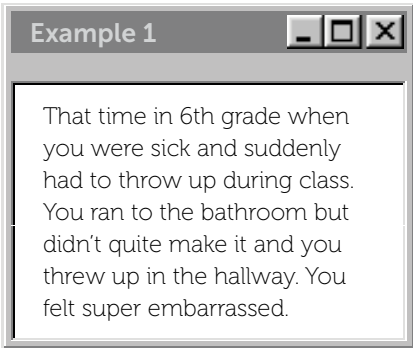 Example 1
That time in 6th grade when
you were sick and suddenly
had to throw up during class.
You ran to the bathroom but
didn’t quite make it and you
threw up in the hallway. You
felt super embarrassed.